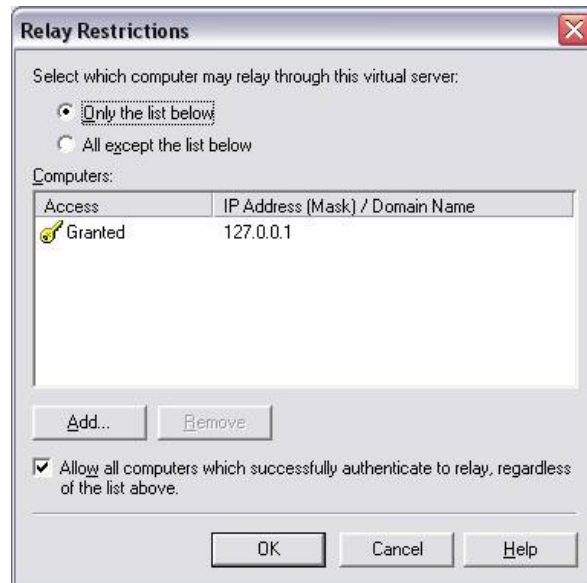 Relay Restrictions
Select which computer may relay through this virtual server:
Only the list below
All except the list below
Computers:
Access IP Address (Mask) / Domain Name
Granted 127.0.0.1
Add... Remove
Allow all computers which successfully authenticate to relay, regardless
of the list above.
OK Cancel Help